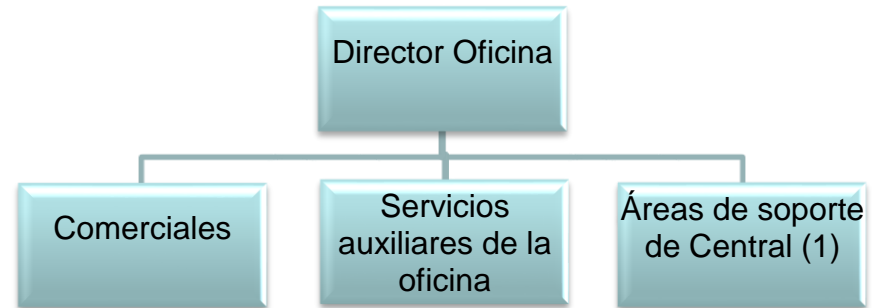 Director Oficina
Comerciales
Servicios
auxiliares de la
oficina
Áreas de soporte
de Central (1)